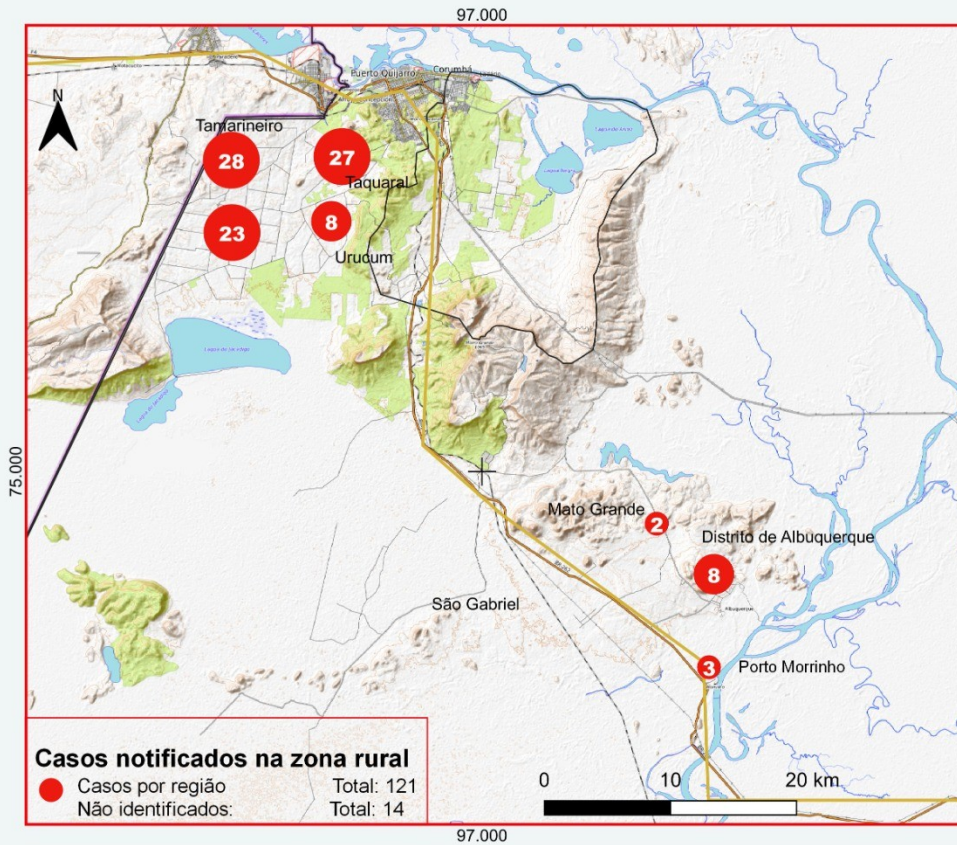 97.000
Puerto Quijarro
Corumbá
N
Tamarineiro
28
27
Taquaral
23
8
Urucum
75.000
Mato Grande
2
Distrito de Albuquerque
8
Albuquerque
São Gabriel
3
Porto Morrinho
Casos notificados na zona rural
Casos por região Total: 121
Não identificados: Total: 14
0 10 20 km
97.000